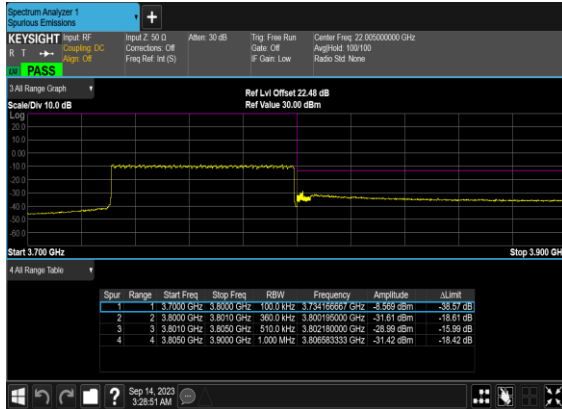 Spectrum Analyzer 1
Spurious Emissions
KEYSIGHT Input: RF Input Z: 50 Ω Atten: 30 dB Trig: Free Run Center Freq: 22.005000000 GHz
R T Coupling: DC Corrections: Off Gate: Off Avg|Hold: 100/100
Align: Off Freq Ref: Int (S) IF Gain: Low Radio Std: None
LV PASS
3 All Range Graph
Ref Lvl Offset 22.48 dB
Scale/Div 10.0 dB Ref Value 30.00 dBm
Log
20.0
10.0
0.00
-10.0
-20.0
-30.0
-40.0
-50.0
-60.0
Start 3.700 GHz Stop 3.900 GH
4 All Range Table
Spur Range Start Freq Stop Freq RBW Frequency Amplitude ΔLimit
1 1 3.7000 GHz 3.8000 GHz 100.0 kHz 3.734166667 GHz -8.569 dBm -38.57 dB
2 2 3.8000 GHz 3.8010 GHz 360.0 kHz 3.800195000 GHz -31.61 dBm -18.61 dB
3 3 3.8010 GHz 3.8050 GHz 510.0 kHz 3.802180000 GHz -28.99 dBm -15.99 dB
4 4 3.8050 GHz 3.9000 GHz 1.000 MHz 3.806583333 GHz -31.42 dBm -18.42 dB
? Sep 14, 2023
3:28:51 AM